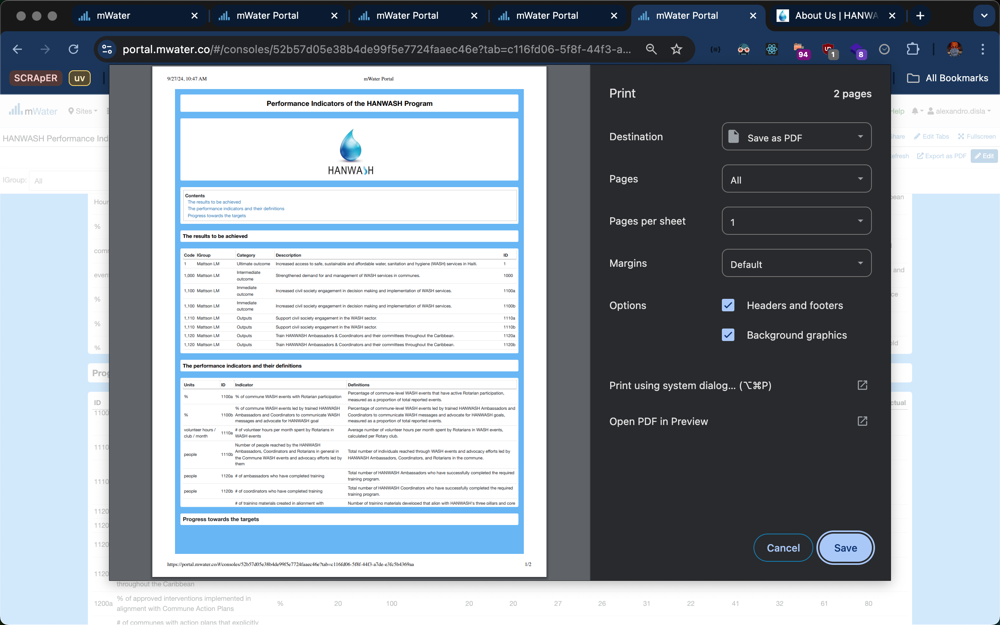 mWater
mWater Portal
mWater Portal
mWater Portal
mWater Portal
About Us | HANWA
portal.mwater.co/#/consoles/52b57d05e38b4de99f5e7724faaec46e?tab=c116fd06-5f8f-44f3-a...
94
1
8
SCRApER
uv
All Bookmarks
mWater
Sites
Help
alexandro.disla
HANWASH Performance Ind
Share
Edit Tabs
Fullscreen
efresh
Export as PDF
Edit
IGroup:
All
9/27/24, 10:47 AM
mWater Portal
Performance Indicators of the HANWASH Program
HANWASH
Contents
The results to be achieved
The performance indicators and their definitions
Progress towards the targets
The results to be achieved
Code IGroup Category Desccription ID
1 Mattson LM Ultimate outcome Increased access to safe, sustainable and affordable water, sanitation and hygiene (WASH) services in Haiti. 1
1,000 Mattson LM Intermediate outcome Strengthened demand for and management of WASH services in communes. 1000
1,100 Mattson LM Immediate outcome Increased civil society engagement in decision making and implementation of WASH services. 1100a
1,100 Mattson LM Immediate outcome Increased civil society engagement in decision making and implementation of WASH services. 1100b
1,110 Mattson LM Outputs Support civil society engagement in the WASH sector. 1110a
1,110 Mattson LM Outputs Support civil society engagement in the WASH sector. 1110b
1,120 Mattson LM Outputs Train HANWASH Ambassadors & Coordinators and their committees throughout the Caribbean. 1120a
1,120 Mattson LM Outputs Train HANWASH Ambassadors & Coordinators and their committees throughout the Caribbean. 1120b
The performance indicators and their definitions
Units ID Indicator Definitions
% 1100a % of commune WASH events with Rotarian participation
Percentage of commune-level WASH events that have active Rotarian participation,
measured as a proportion of total reported events.
% 1100b
% of commune WASH events led by trained HANWASH
Ambassadors and Coordinators to communicate WASH
messages and advocate for HANWASH goal
Percentage of commune-level WASH events led by trained HANWASH Ambassadors and
Coordinators to communicate WASH messages and advocate for HANWASH goals,
measured as a proportion of total reported events.
volunteer hours /
club / month
1110a
# of volunteer hours per month spent by Rotarians in
WASH events
Average number of volunteer hours per month spent by Rotarians in WASH events,
calculated per Rotary club.
people 1110b
Number of people reached by the HANWASH
Ambassadors, Coordinators and Rotarians in general in
the Commune WASH events and advocacy efforts led by
them
Total number of individuals reached through WASH events and advocacy efforts led by
HANWASH Ambassadors, Coordinators, and Rotarians in the commune.
people 1120a # of ambassadors who have completed training
Total number of HANWASH Ambassadors who have successfully completed the required
training program.
people 1120b # of coordinators who have completed training
Total number of HANWASH Coordinators who have successfully completed the required
training program.
# of training materials created in alignment with
Number of training materials developed that align with HANWASH's three pillars and core
Progress towards the targets
https://portal.mwater.co/#/consoles/52b57d05e38b4de99f5e7724faaec46e?tab=c116fd06-5f8f-44f3-a7de-e3fc5b4369aa
1/2
Print
2 pages
Destination
Save as PDF
Pages
All
Pages per sheet
1
Margins
Default
Options
Headers and footers
Background graphics
Print using system dialog... (⌥⌘P)
Open PDF in Preview
Cancel
Save
Hour
%
comm
even
%
%
%
ean
and
ce
old
Prog
ID
ctual
1100
1110
1110
1120
1120
1120
1120
throughout the Caribbean
1200a % of approved interventions implemented in
alignment with Commune Action Plans
% 20 100 20 20 27 26 31 22 41 32 61 80
# of communes with action plans that explicitly